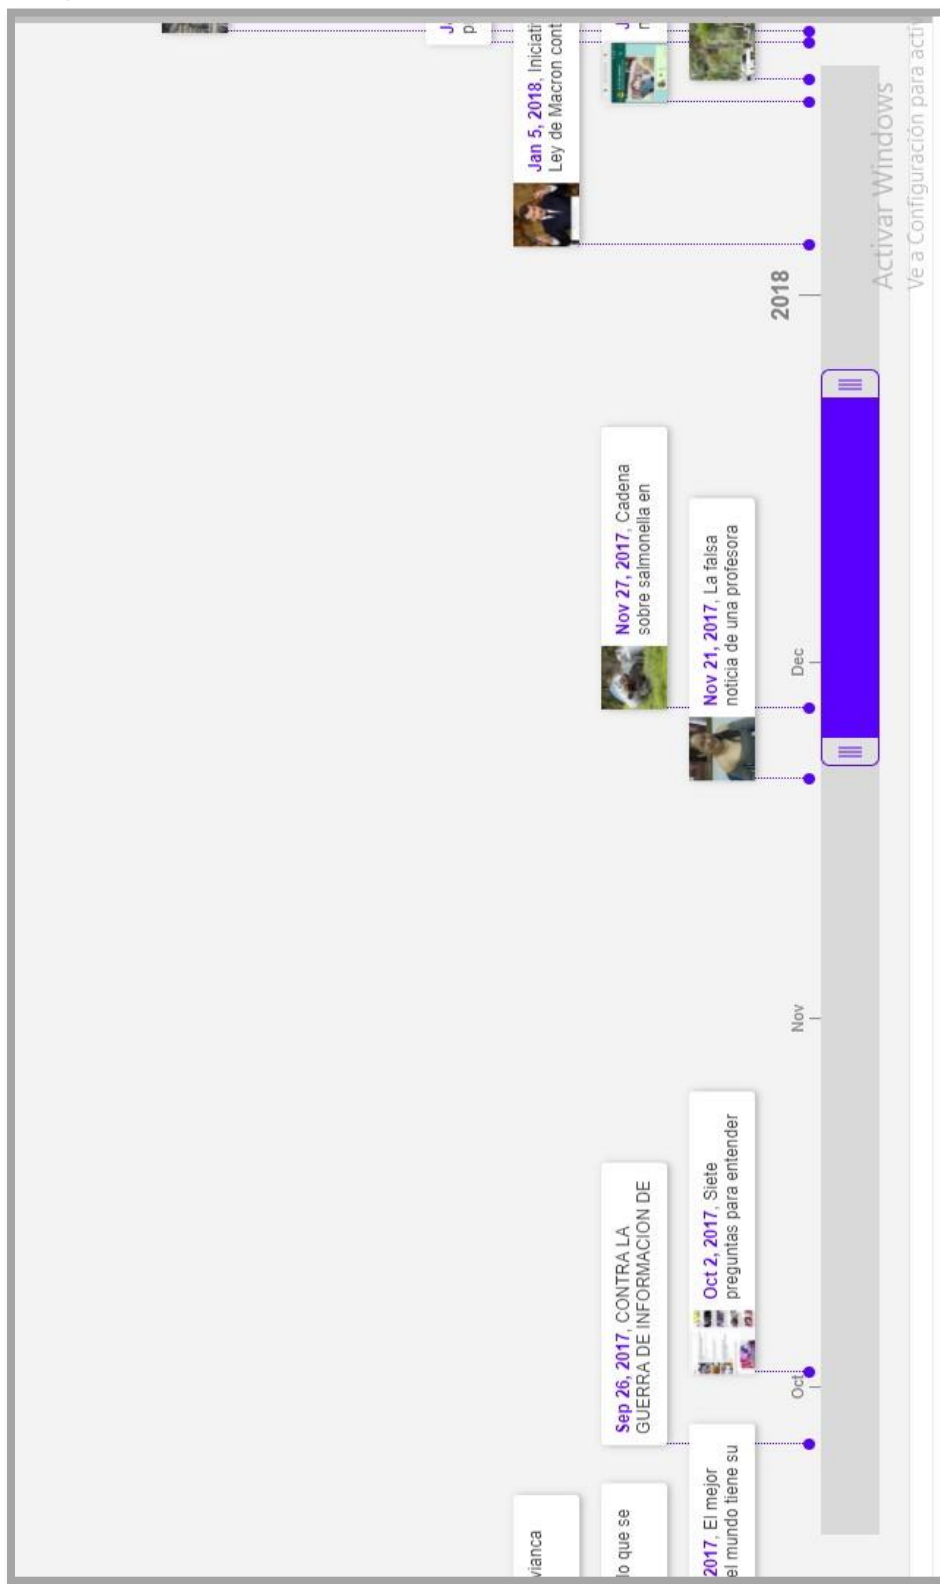 vianca
lo que se
2017, El mejor
el mundo tiene su
Sep 26, 2017, CONTRA LA
GUERRA DE INFORMACION DE
Oct 2, 2017, Siete
preguntas para entender
Nov 27, 2017, Cadena
sobre salmonella en
Nov 21, 2017, La falsa
noticia de una profesora
Jan 5, 2018, Iniciati
Ley de Macron cont
Oct
Nov
Dec
2018
Activar Windows
Ve a Configuración para activ